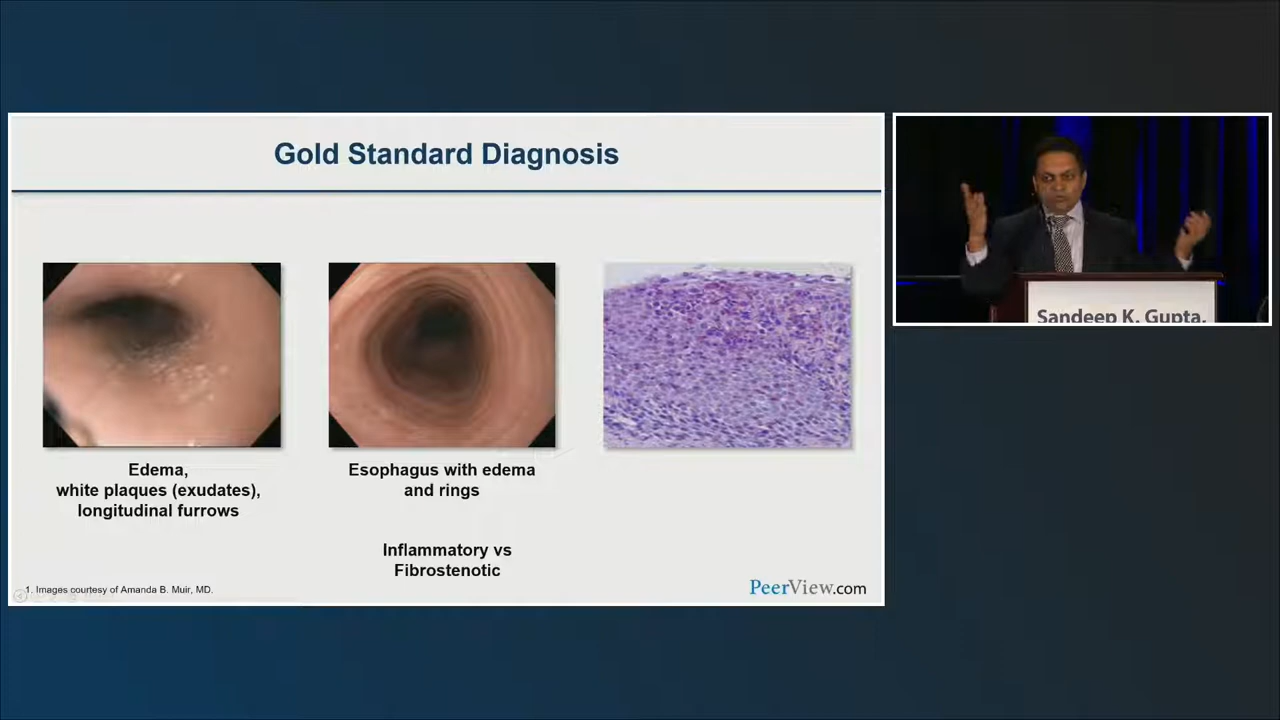 Gold Standard Diagnosis
Edema,
white plaques (exudates),
longitudinal furrows
Esophagus with edema
and rings
Inflammatory vs
Fibrostenotic
1. Images courtesy of Amanda B. Muir, MD.
PeerView.com
Sandeep K. Gupta,